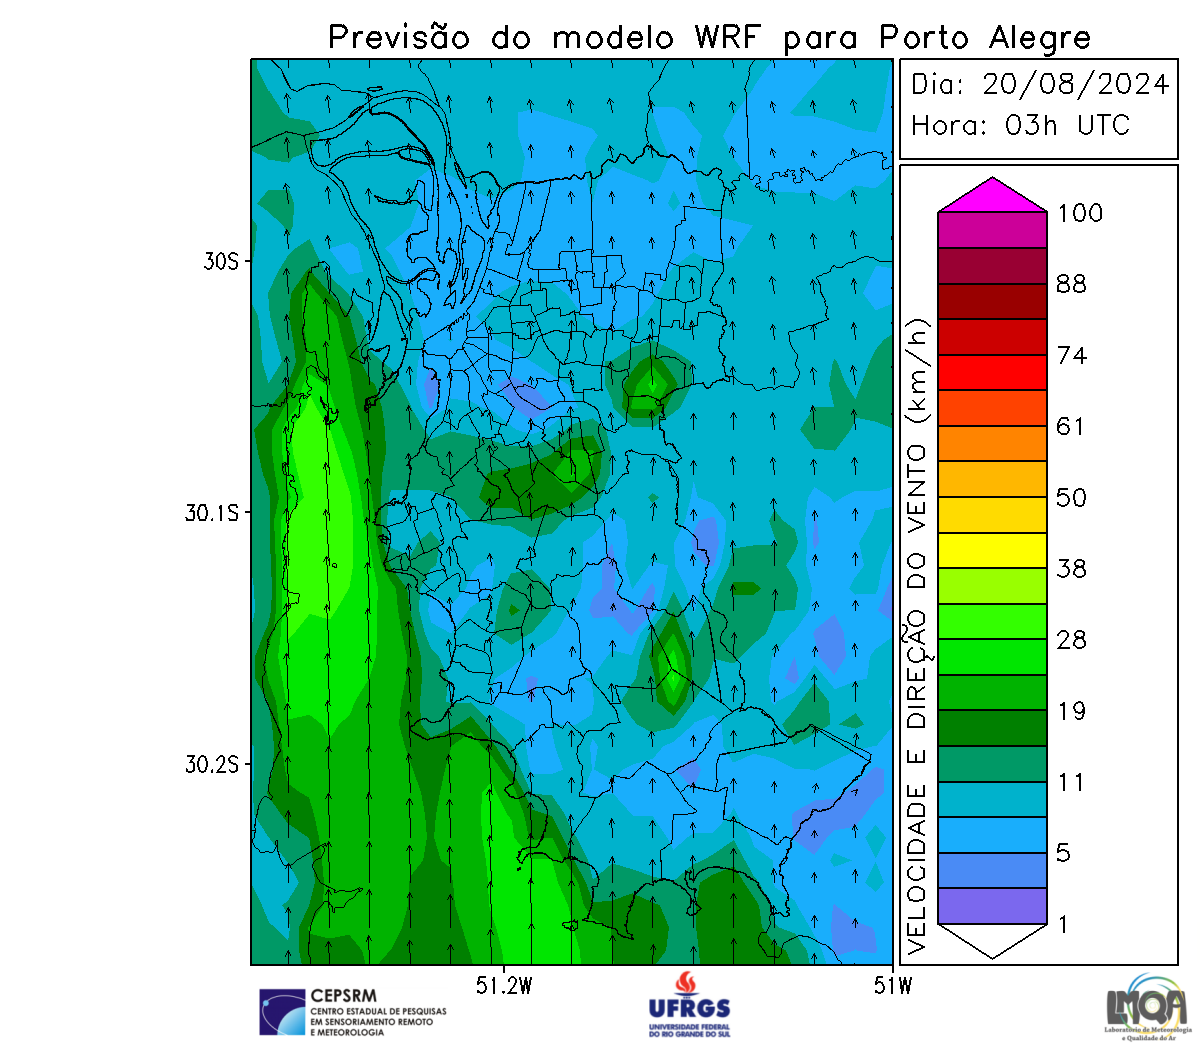 Previsão do modelo WRF para Porto Alegre
Dia: 20/08/2024
Hora: 03h UTC
30S
30.1S
30.2S
51.2W
51W
VELOCIDADE E DIREÇÃO DO VENTO (km/h)
100
88
74
61
50
38
28
19
11
5
1
CEPSRM
CENTRO ESTADUAL DE PESQUISAS
EM SENSORIAMENTO REMOTO
E METEOROLOGIA
UFRGS
UNIVERSIDADE FEDERAL
DO RIO GRANDE DO SUL
LMQA
Laboratório de Meteorologia
e Qualidade do Ar